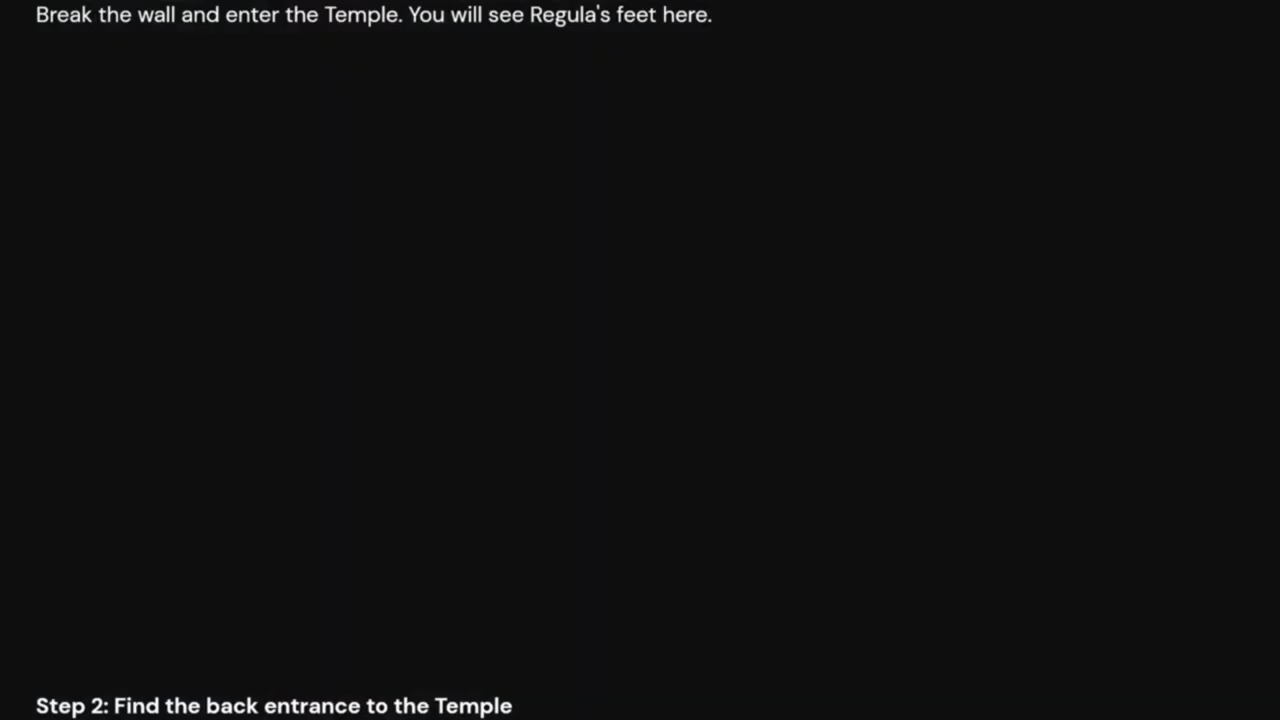 Break the wall and enter the Temple. You will see Regula's feet here.
Step 2: Find the back entrance to the Temple